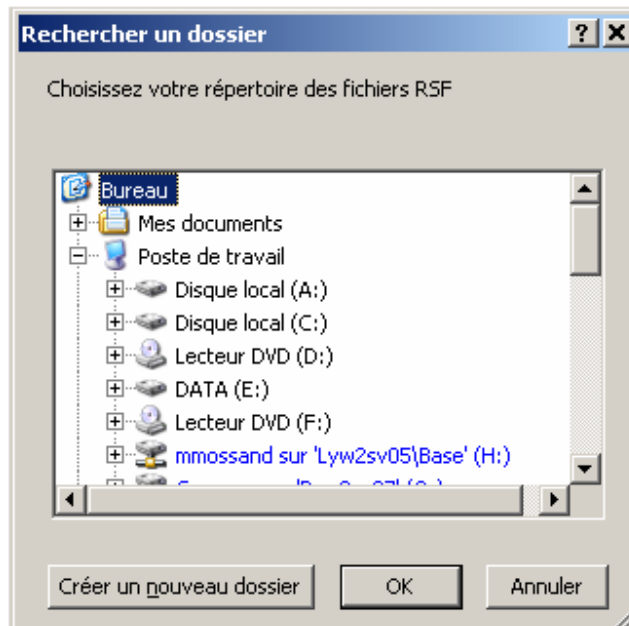 Rechercher un dossier
Choisissez votre répertoire des fichiers RSF
Bureau
Mes documents
Poste de travail
Disque local (A:)
Disque local (C:)
Lecteur DVD (D:)
DATA (E:)
Lecteur DVD (F:)
mmossand sur 'Lyw2sv05\Base' (H:)
Créer un nouveau dossier OK Annuler